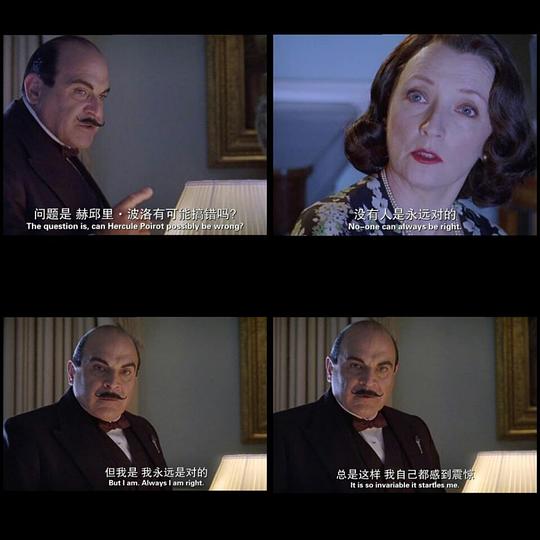 问题是 赫邱里·波洛有可能搞错吗?
The question is, can Hercule Poirot possibly be wrong?
没有人是永远对的
No-one can always be right.
但我是 我永远是对的
But I am. Always I am right.
总是这样 我自己都感到震惊
It is so invariable it startles me.